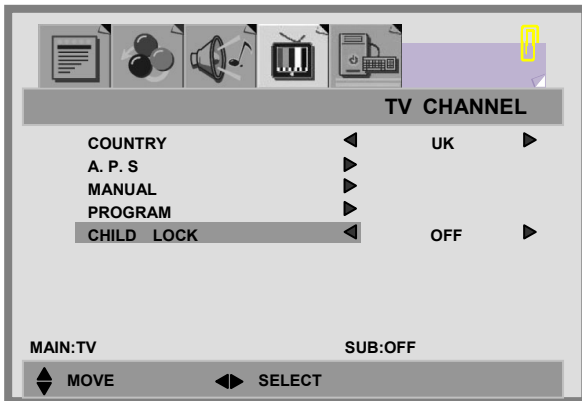 TV CHANNEL
COUNTRY UK
A. P. S
MANUAL
PROGRAM
CHILD LOCK OFF
MAIN:TV SUB:OFF
MOVE SELECT